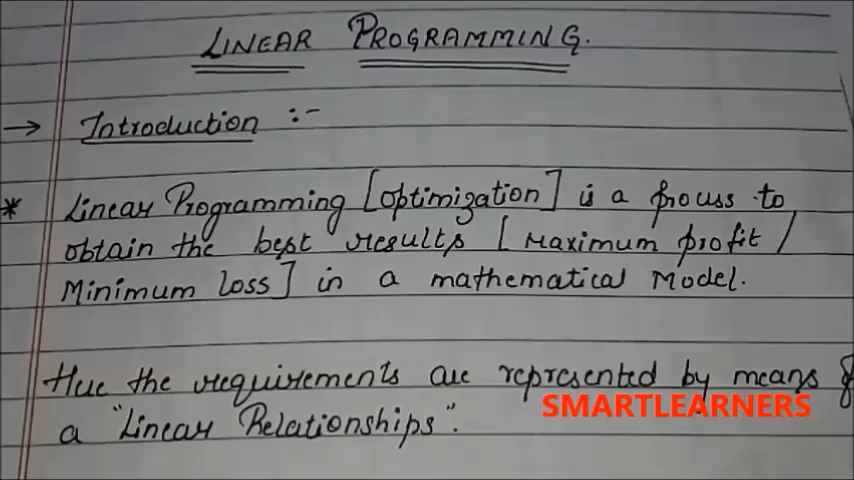 LINEAR PROGRAMMING.
→ Introduction :-
* Linear Programming [optimization] is a process to
obtain the best results [Maximum profit /
Minimum loss] in a mathematical Model.
Here the requirements are represented by means of
SMARTLEARNERS
a "Linear Relationships".